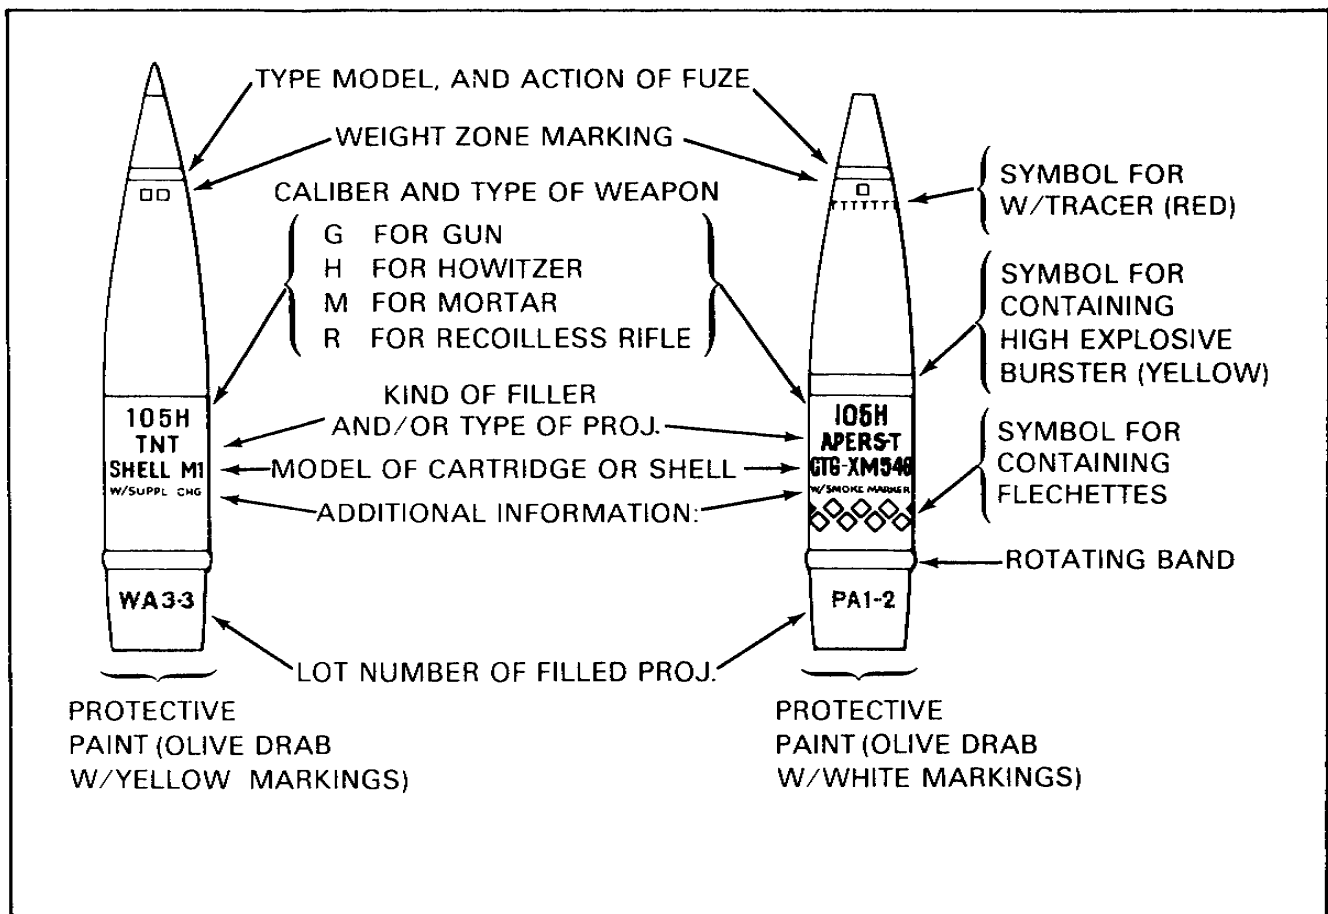 TYPE MODEL, AND ACTION OF FUZE
WEIGHT ZONE MARKING
CALIBER AND TYPE OF WEAPON
G FOR GUN
H FOR HOWITZER
M FOR MORTAR
R FOR RECOILLESS RIFLE
KIND OF FILLER
AND/OR TYPE OF PROJ.
MODEL OF CARTRIDGE OR SHELL
ADDITIONAL INFORMATION:
LOT NUMBER OF FILLED PROJ.
105H
TNT
SHELL M1
W/SUPPL CHG
WA3-3
PROTECTIVE
PAINT (OLIVE DRAB
W/YELLOW MARKINGS)
TTTTTTT
105H
APERS-T
CTG-XM546
W/SMOKE MARKER
PA1-2
PROTECTIVE
PAINT (OLIVE DRAB
W/WHITE MARKINGS)
SYMBOL FOR
W/TRACER (RED)
SYMBOL FOR
CONTAINING
HIGH EXPLOSIVE
BURSTER (YELLOW)
SYMBOL FOR
CONTAINING
FLECHETTES
ROTATING BAND